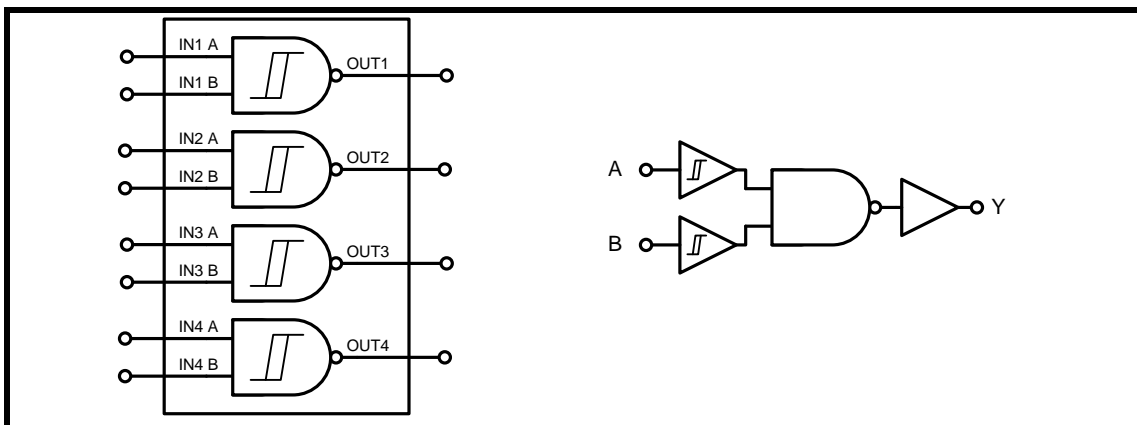 IN1 A
OUT1
IN1 B
IN2 A
OUT2
IN2 B
IN3 A
OUT3
IN3 B
IN4 A
OUT4
IN4 B
A
Y
B